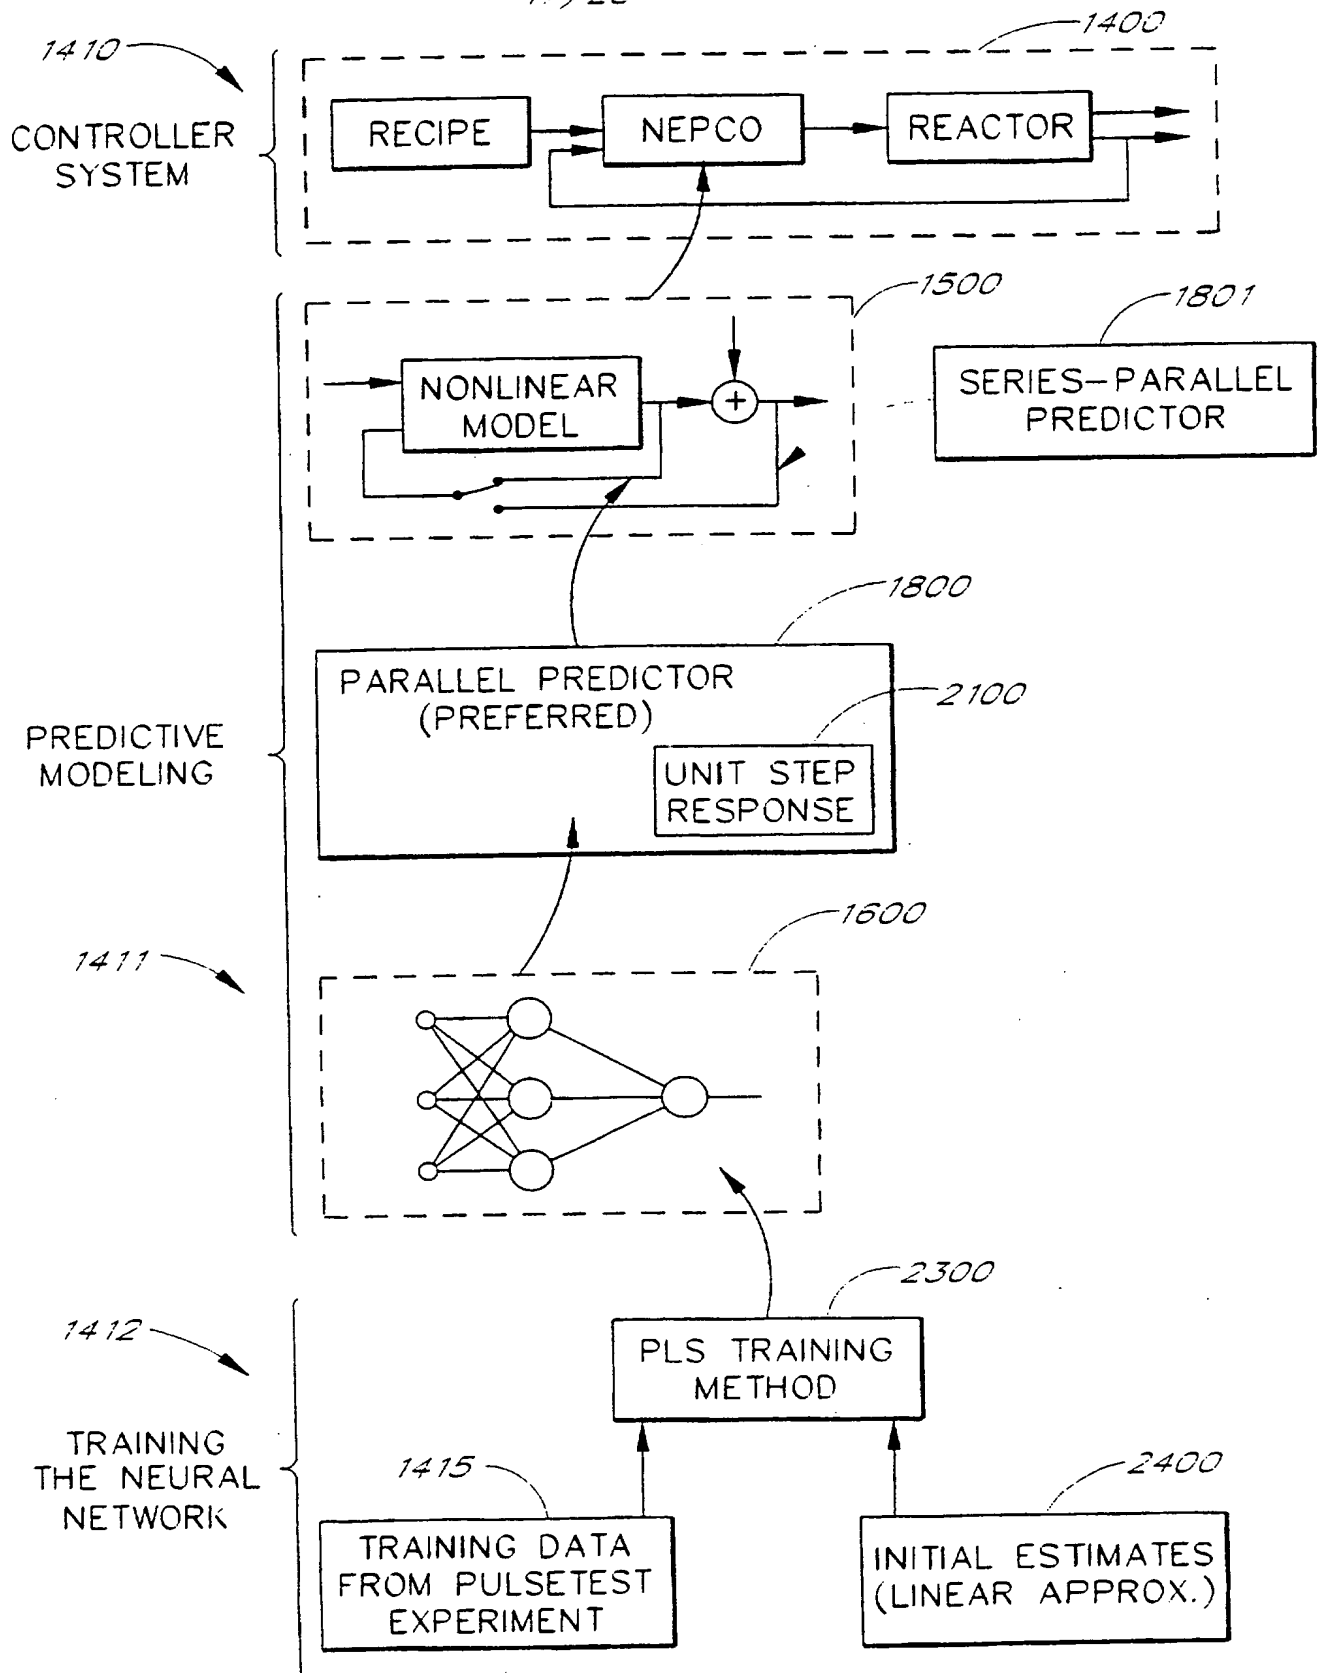 1400
1410
CONTROLLER
SYSTEM
RECIPE
NEPCO
REACTOR
1500
1801
NONLINEAR
MODEL
+
SERIES-PARALLEL
PREDICTOR
1800
PARALLEL PREDICTOR
(PREFERRED)
2100
UNIT STEP
RESPONSE
PREDICTIVE
MODELING
1600
1411
2300
1412
PLS TRAINING
METHOD
TRAINING
THE NEURAL
NETWORK
1415
2400
TRAINING DATA
FROM PULSETEST
EXPERIMENT
INITIAL ESTIMATES
(LINEAR APPROX.)